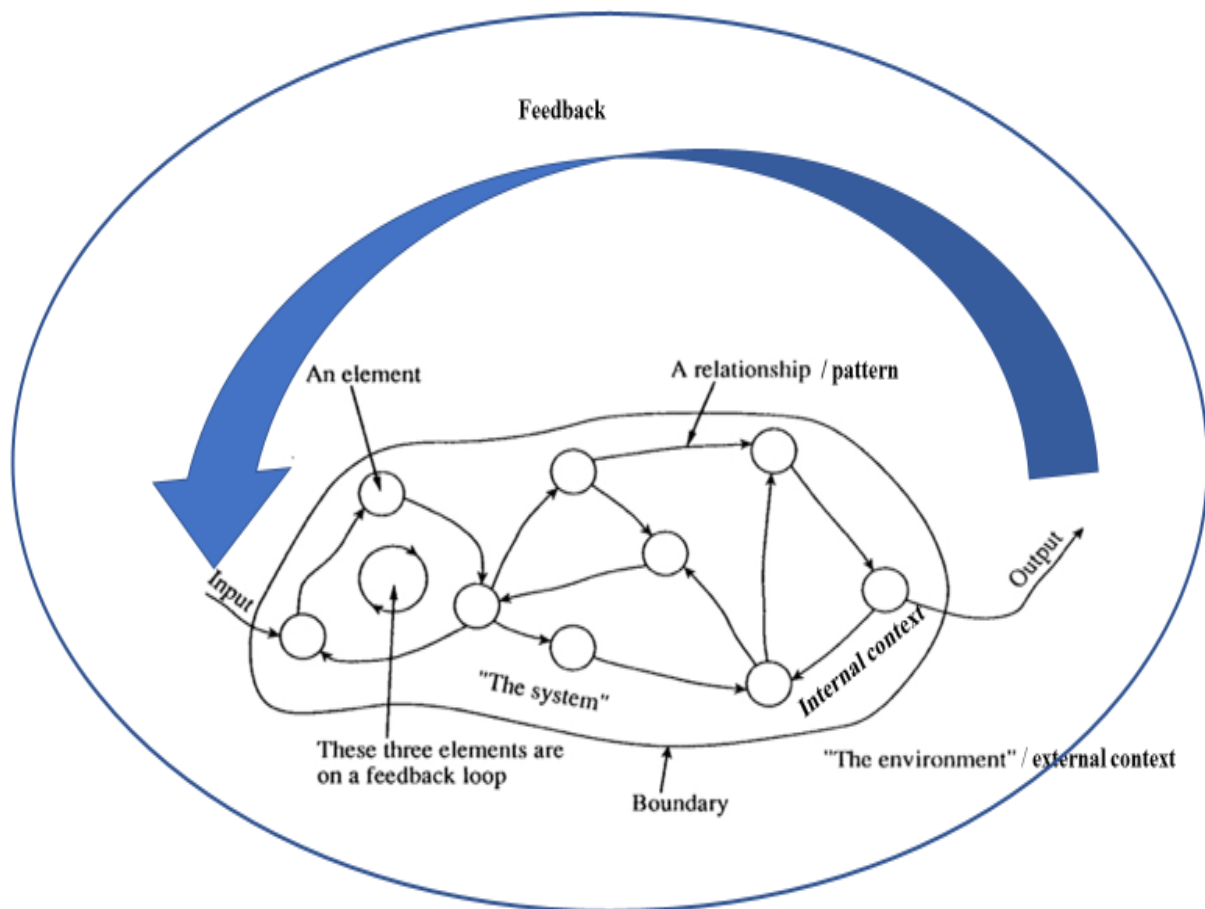 Feedback
An element
A relationship / pattern
Input
Output
Internal context
"The system"
These three elements are
on a feedback loop
"The environment" / external context
Boundary